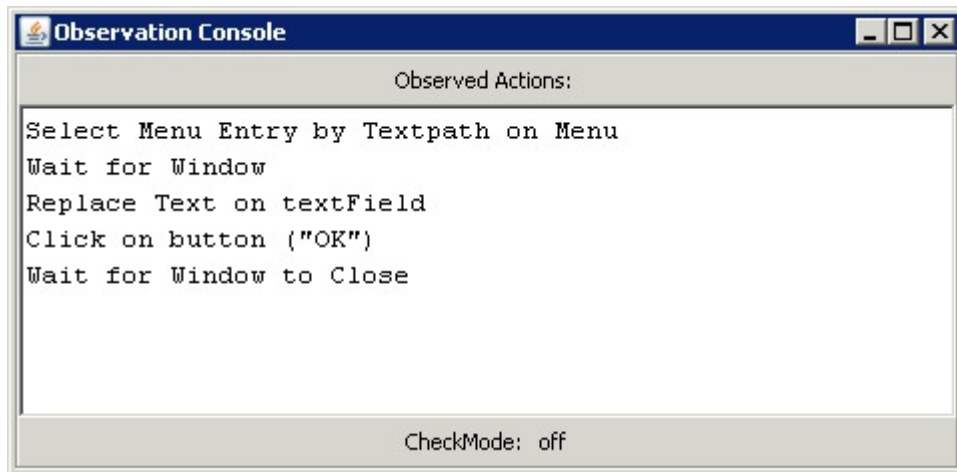 Observation Console
Observed Actions:
Select Menu Entry by Textpath on Menu
Wait for Window
Replace Text on textField
Click on button ("OK")
Wait for Window to Close
CheckMode: off